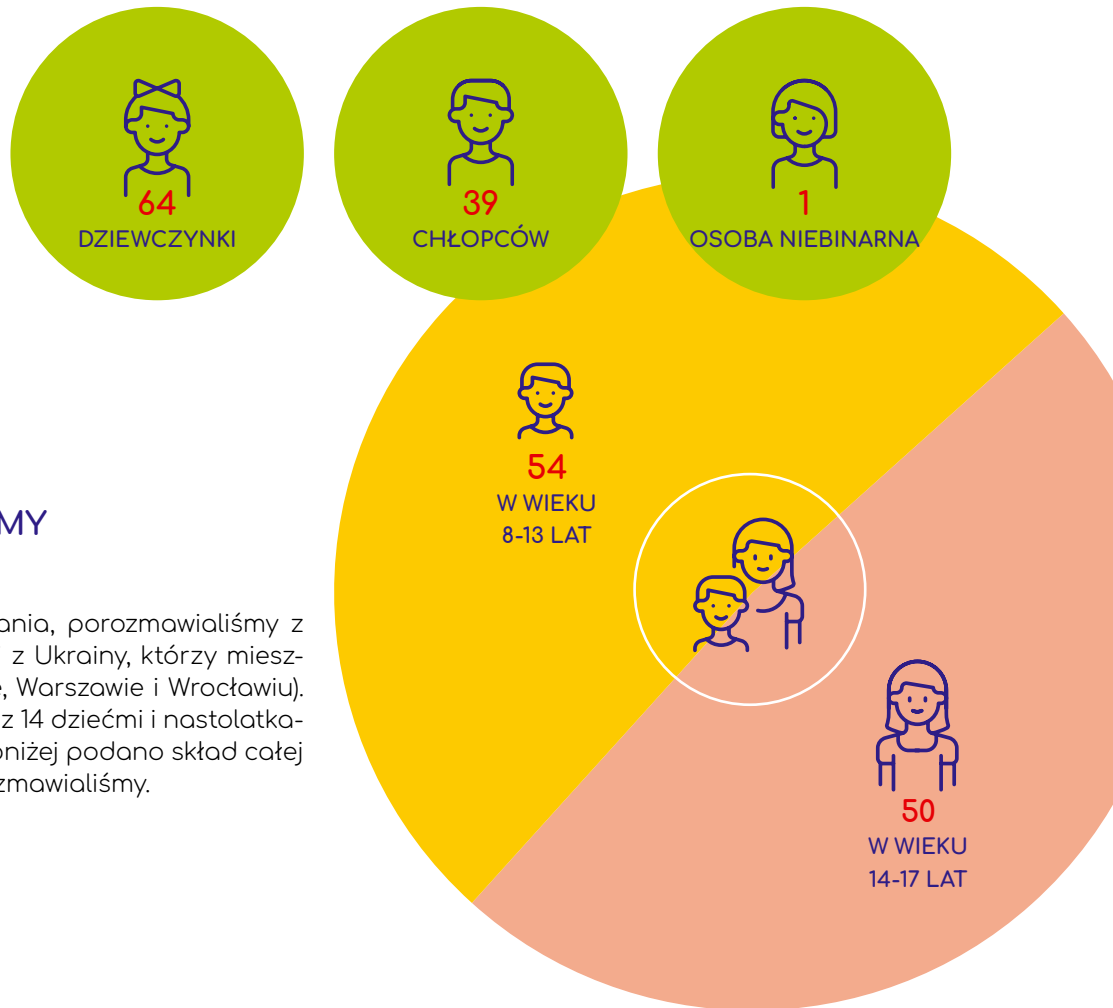 64
DZIEWCZYNKI
39
CHŁOPCÓW
1
OSOBA NIEBINARNA
54
W WIEKU
8-13 LAT
MY
ania, porozmawialiśmy z
i z Ukrainy, którzy miesz-
e, Warszawie i Wrocławiu).
z 14 dziećmi i nastolatka-
oniżej podano skład całej
zmawialiśmy.
50
W WIEKU
14-17 LAT